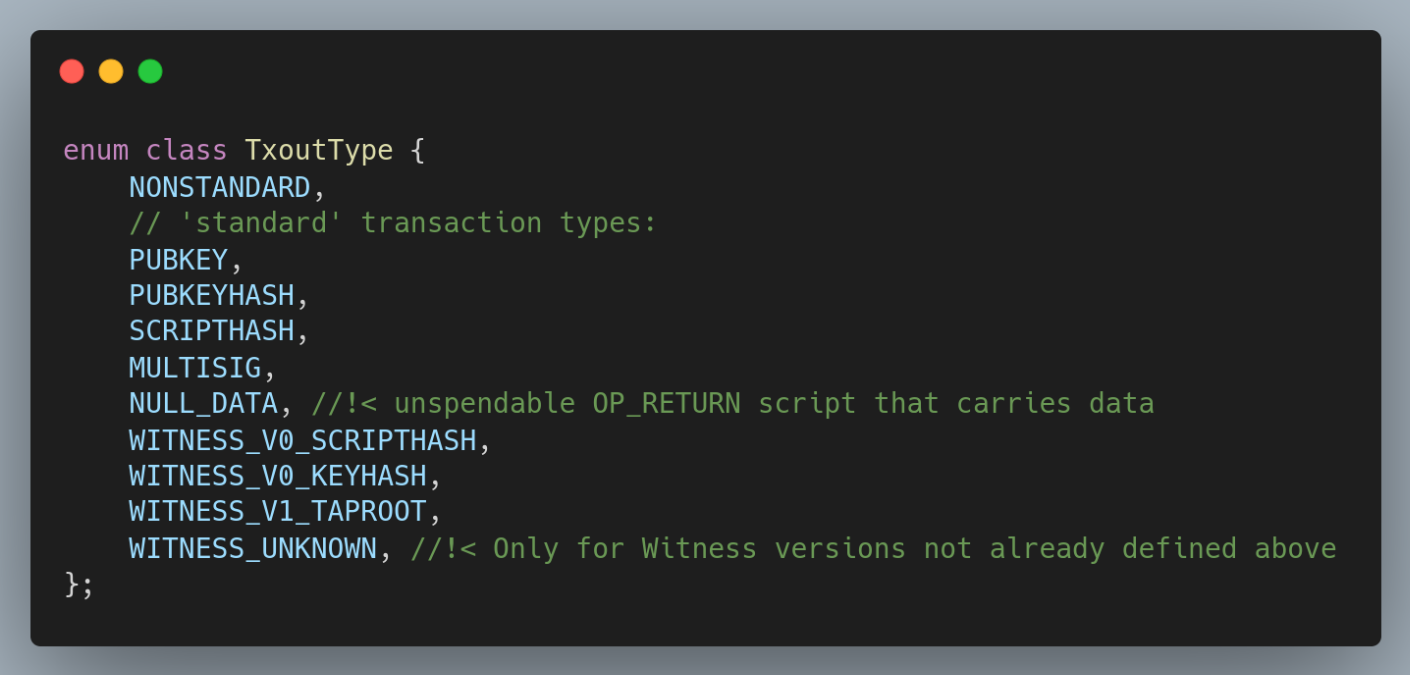 enum class TxoutType {
    NONSTANDARD,
    // 'standard' transaction types:
    PUBKEY,
    PUBKEYHASH,
    SCRIPTHASH,
    MULTISIG,
    NULL_DATA, //!< unspendable OP_RETURN script that carries data
    WITNESS_V0_SCRIPTHASH,
    WITNESS_V0_KEYHASH,
    WITNESS_V1_TAPROOT,
    WITNESS_UNKNOWN, //!< Only for Witness versions not already defined above
};